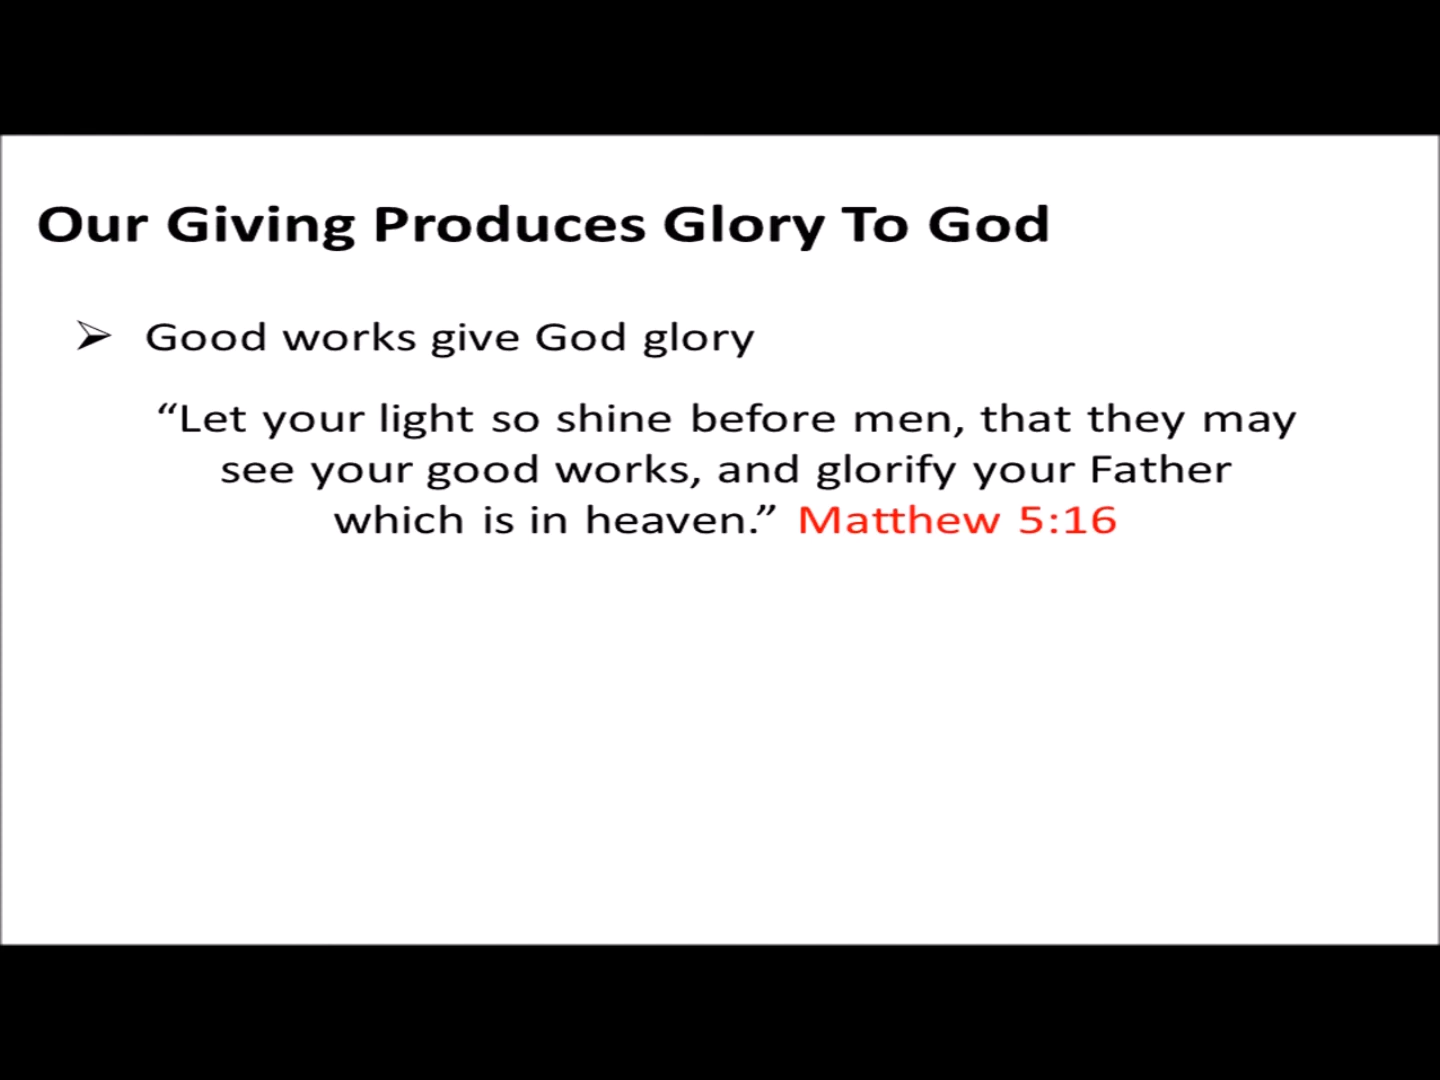 Our Giving Produces Glory To God
➢ Good works give God glory
“Let your light so shine before men, that they may
see your good works, and glorify your Father
which is in heaven.” Matthew 5:16